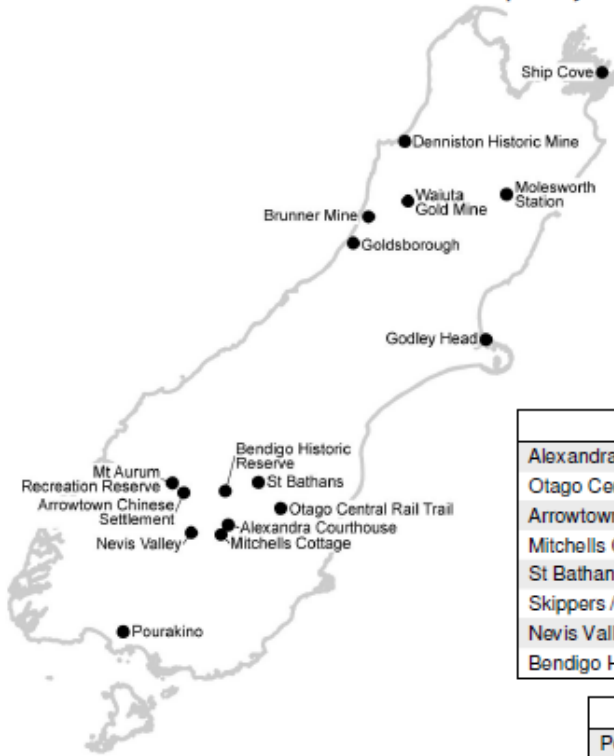 Ship Cove
Denniston Historic Mine
Waiuta
Gold Mine
Molesworth
Station
Brunner Mine
Goldsborough
Godley Head
Bendigo Historic
Reserve
Mt Aurum
Recreation Reserve
St Bathans
Arrowtown Chinese
Settlement
Otago Central Rail Trail
Alexandra Courthouse
Nevis Valley
Mitchells Cottage
Pourakino
Alexandra
Otago Ce
Arrowtown
Mitchells
St Bathan
Skippers /
Nevis Vall
Bendigo H
P